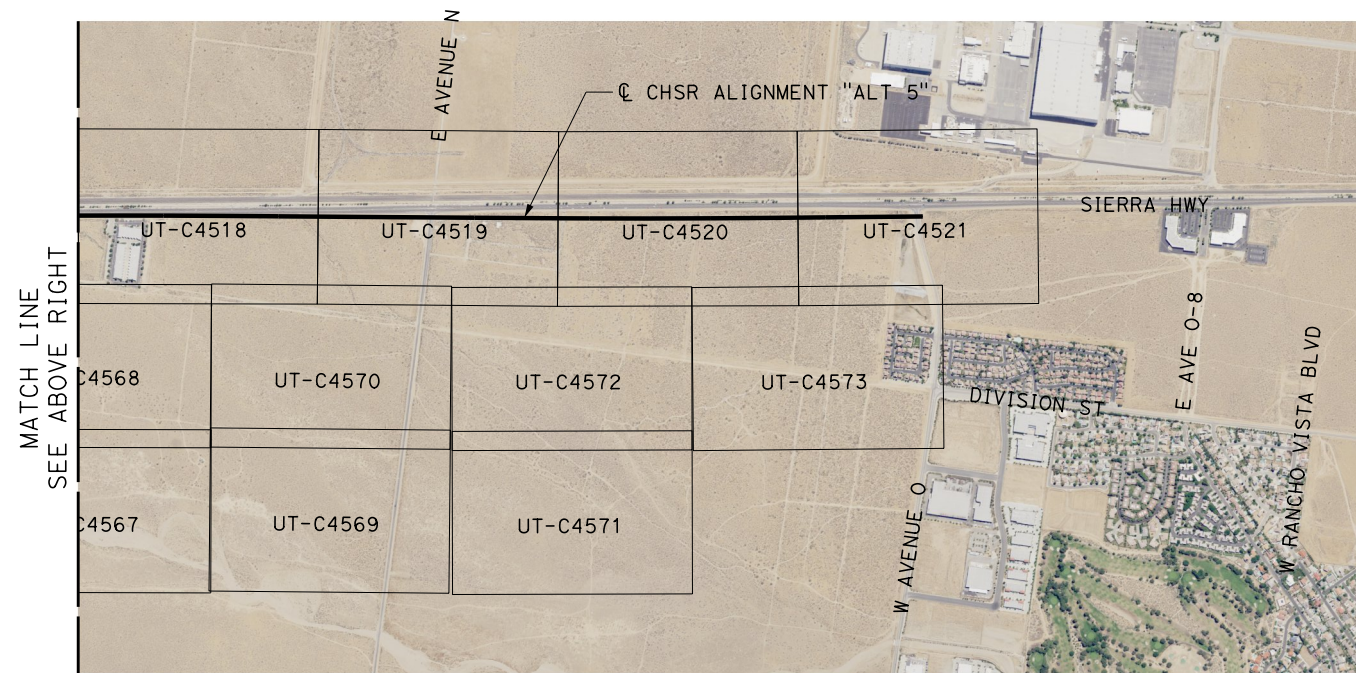 E AVENUE N
℄ CHSR ALIGNMENT "ALT 5"
SIERRA HWY
UT-C4518
UT-C4519
UT-C4520
UT-C4521
MATCH LINE
SEE ABOVE RIGHT
C4568
UT-C4570
UT-C4572
UT-C4573
DIVISION ST
E AVE O-8
W RANCHO VISTA BLVD
C4567
UT-C4569
UT-C4571
W AVENUE O